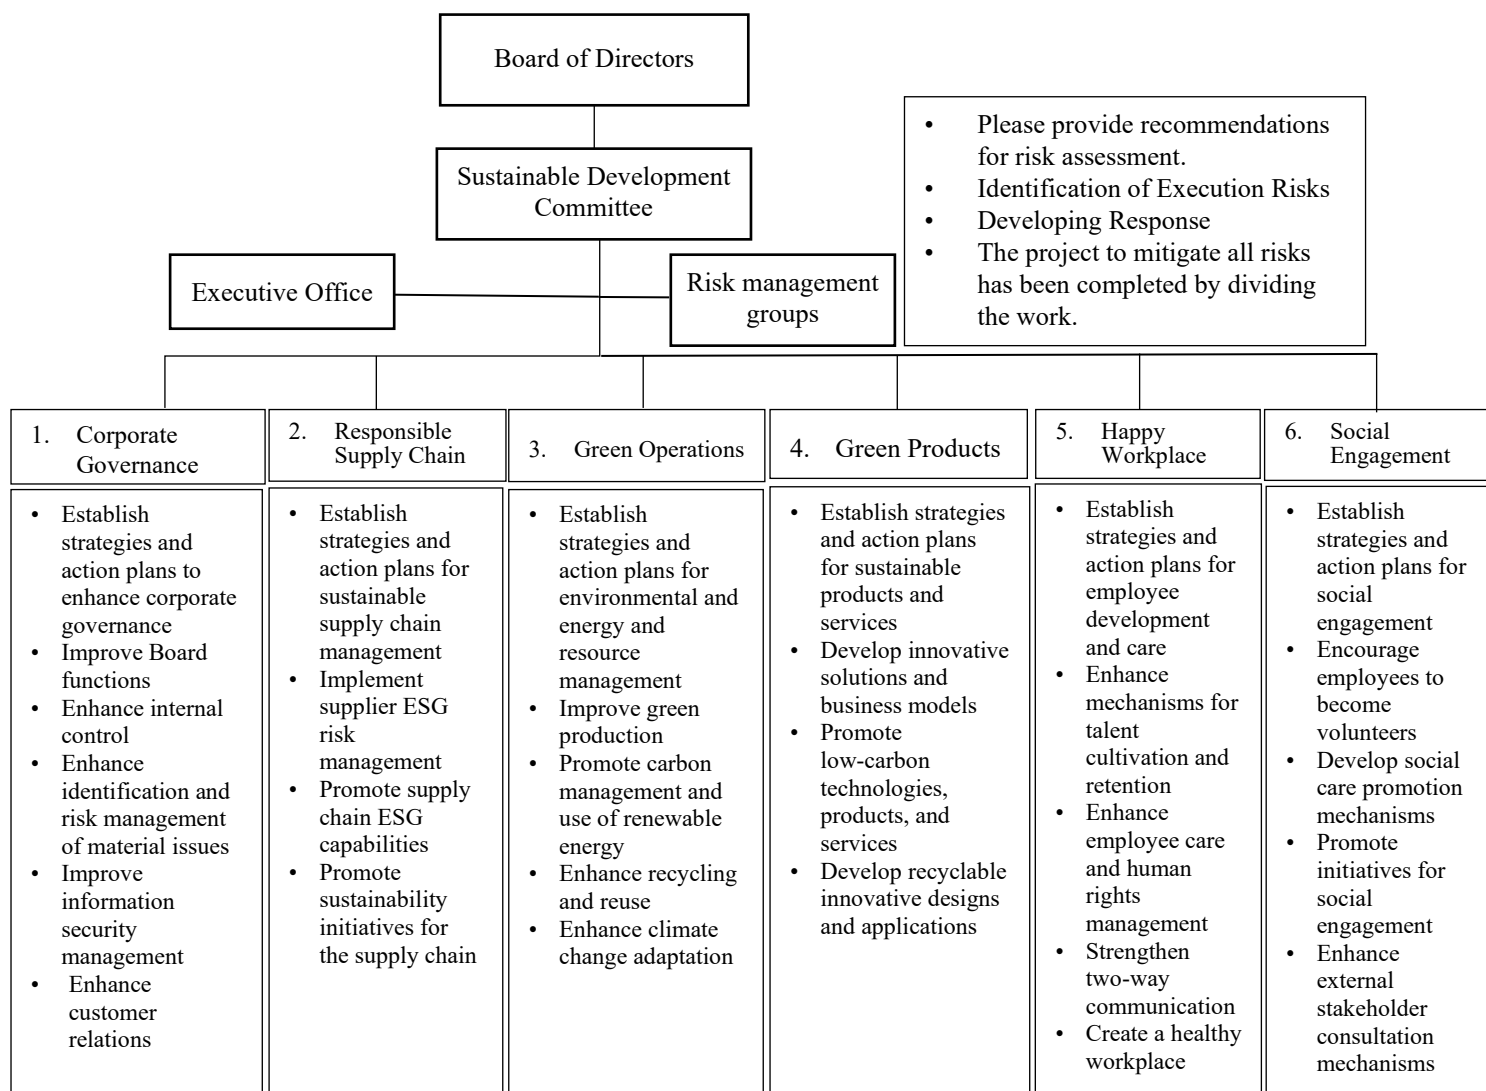 Board of Directors
Sustainable Development
Committee
Executive Office
Risk management
groups
• Please provide recommendations
for risk assessment.
• Identification of Execution Risks
• Developing Response
• The project to mitigate all risks
has been completed by dividing
the work.
1. Corporate
Governance
• Establish
strategies and
action plans to
enhance corporate
governance
• Improve Board
functions
• Enhance internal
control
• Enhance
identification and
risk management
of material issues
• Improve
information
security
management
• Enhance
customer
relations
2. Responsible
Supply Chain
• Establish
strategies and
action plans for
sustainable
supply chain
management
• Implement
supplier ESG
risk
management
• Promote supply
chain ESG
capabilities
• Promote
sustainability
initiatives for
the supply chain
3. Green Operations
• Establish
strategies and
action plans for
environmental and
energy and
resource
management
• Improve green
production
• Promote carbon
management and
use of renewable
energy
• Enhance recycling
and reuse
• Enhance climate
change adaptation
4. Green Products
• Establish strategies
and action plans
for sustainable
products and
services
• Develop innovative
solutions and
business models
• Promote
low-carbon
technologies,
products, and
services
• Develop recyclable
innovative designs
and applications
5. Happy
Workplace
• Establish
strategies and
action plans for
employee
development
and care
• Enhance
mechanisms for
talent
cultivation and
retention
• Enhance
employee care
and human
rights
management
• Strengthen
two-way
communication
• Create a healthy
workplace
6. Social
Engagement
• Establish
strategies and
action plans for
social
engagement
• Encourage
employees to
become
volunteers
• Develop social
care promotion
mechanisms
• Promote
initiatives for
social
engagement
• Enhance
external
stakeholder
consultation
mechanisms